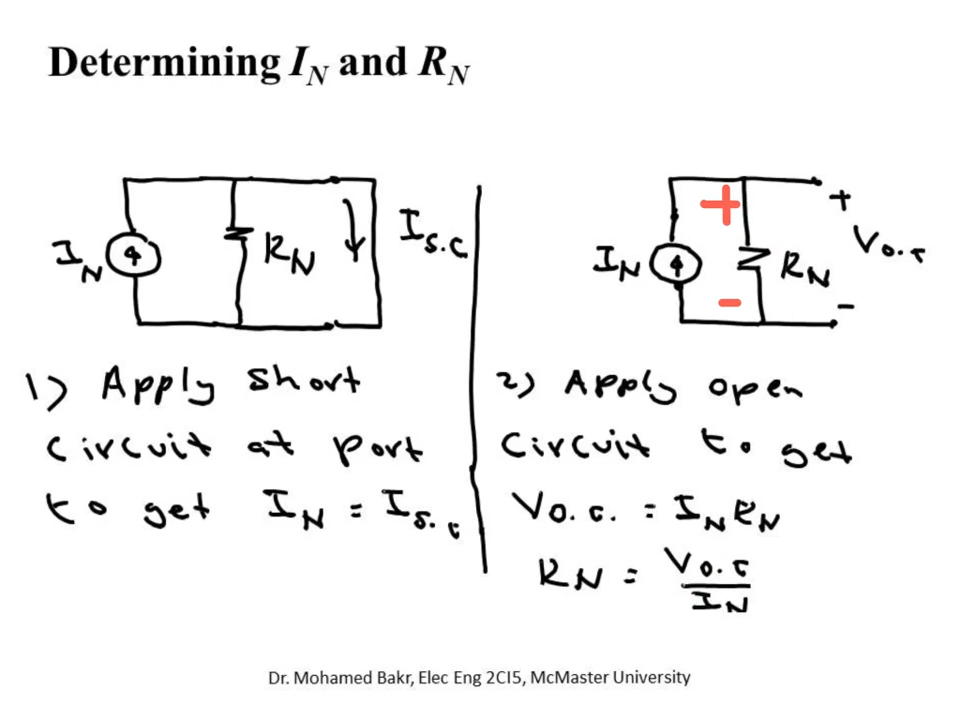 Determining I_N and R_N
I_N
R_N
I_s.c
1) Apply short
circuit at port
to get I_N = I_s.c
+
-
I_N
R_N
+
V_o.c
-
2) Apply open
circuit to get
V_o.c. = I_N R_N
R_N = V_o.c
I_N
Dr. Mohamed Bakr, Elec Eng 2CI5, McMaster University